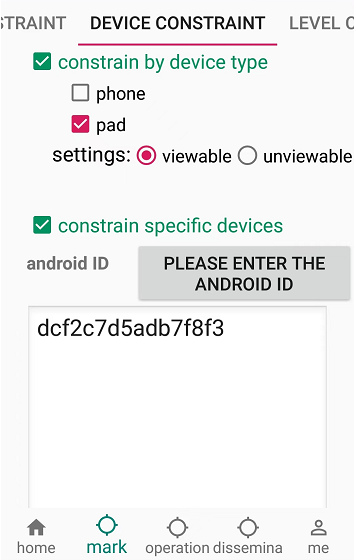 STRAINT DEVICE CONSTRAINT LEVEL C
constrain by device type
phone
pad
settings: viewable unviewable
constrain specific devices
android ID
PLEASE ENTER THE
ANDROID ID
dcf2c7d5adb7f8f3
home mark operation dissemina me